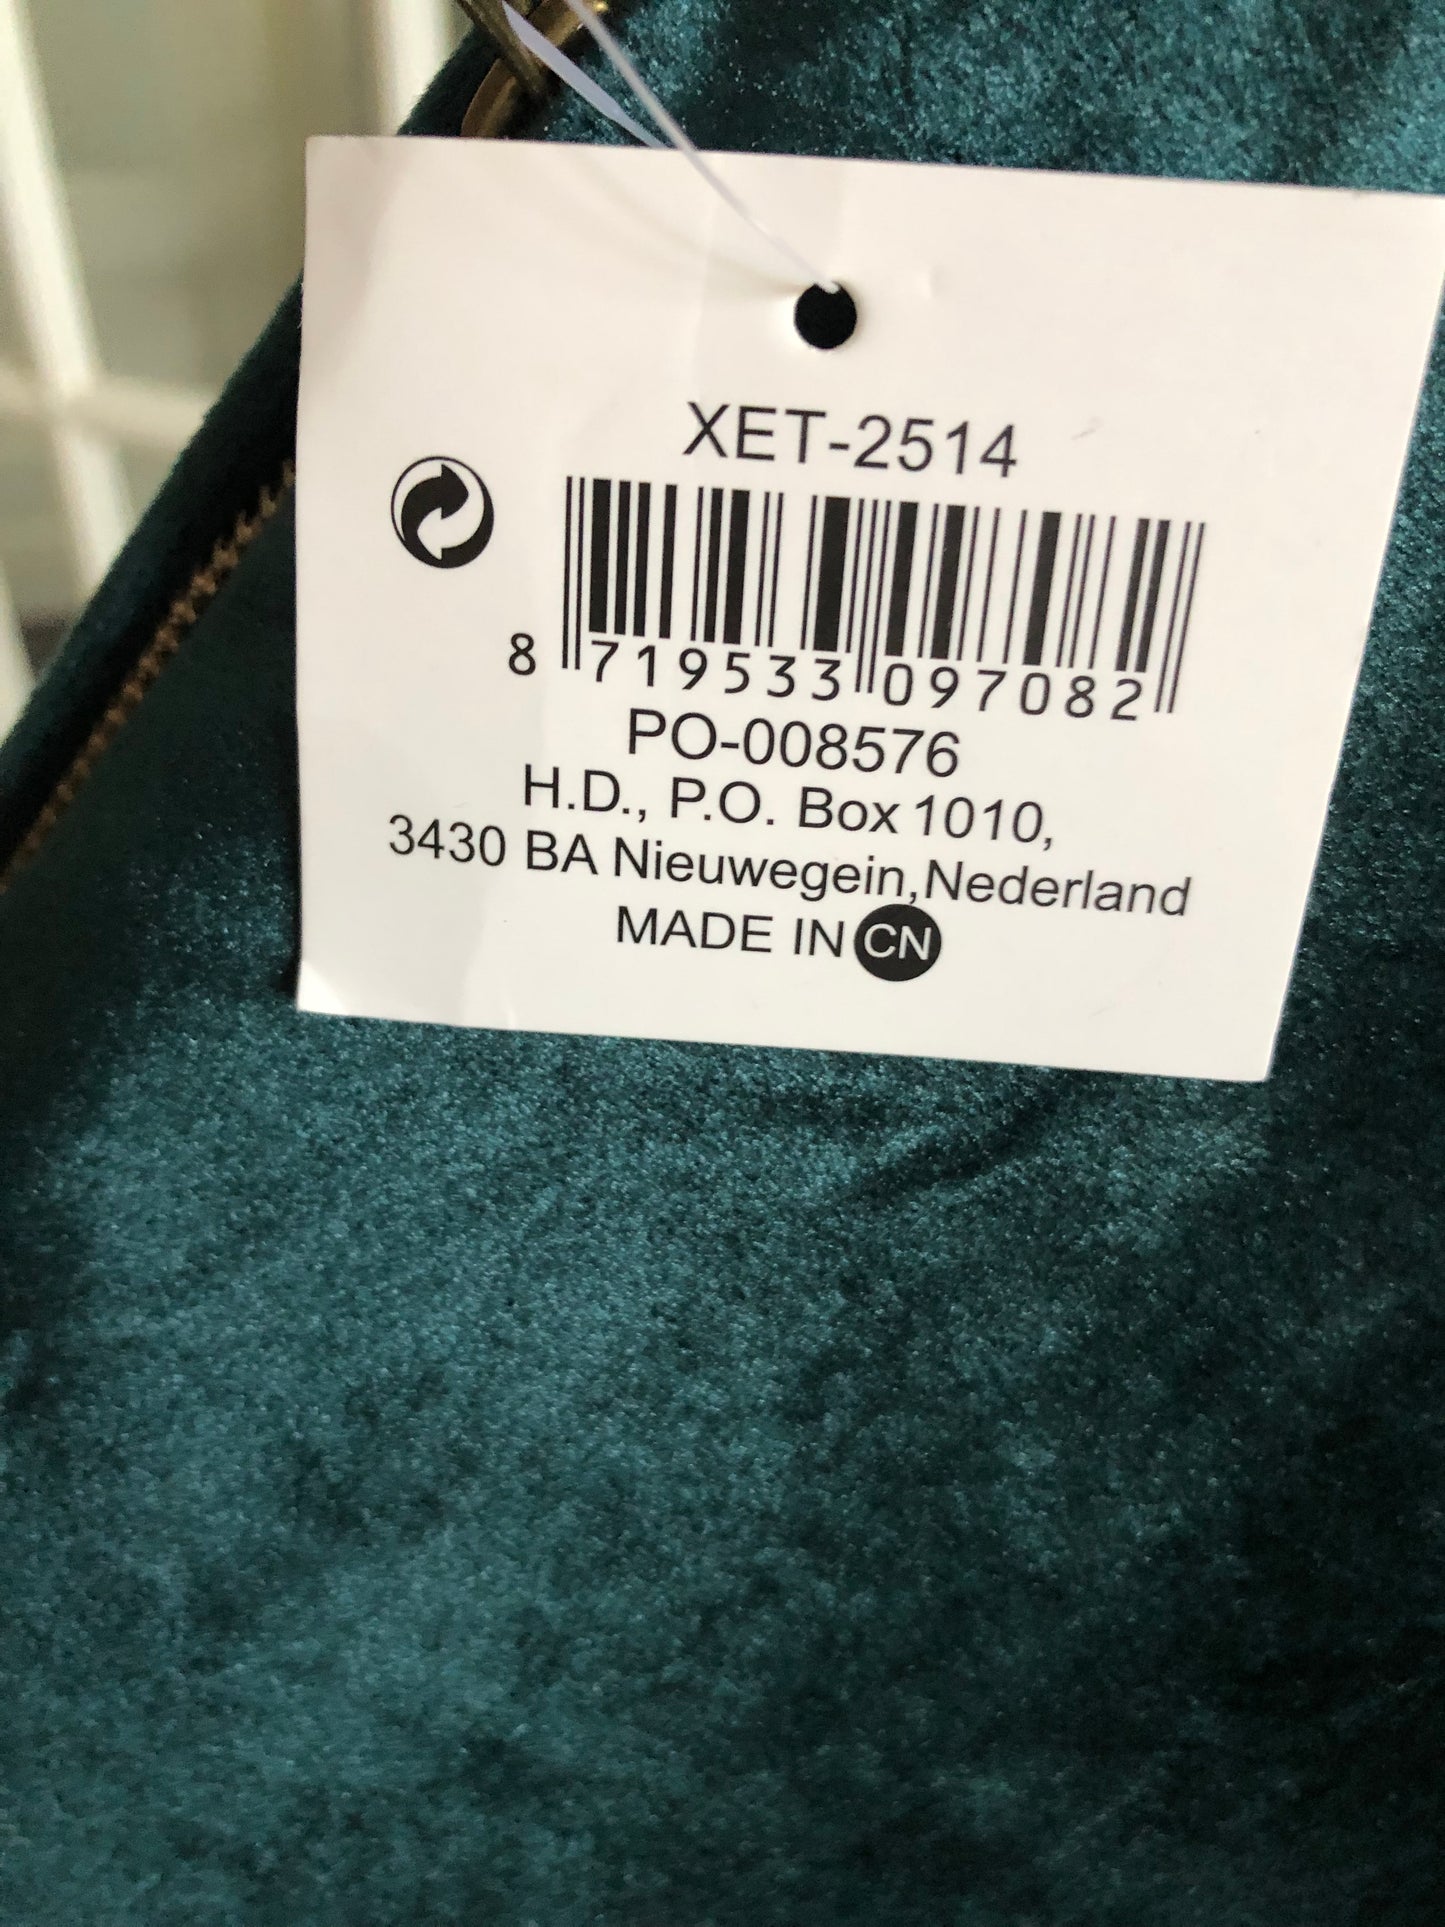 XET-2514
8 719533 097082
PO-008576
H.D., P.O. Box 1010,
3430 BA Nieuwegein,Nederland
MADE IN CN